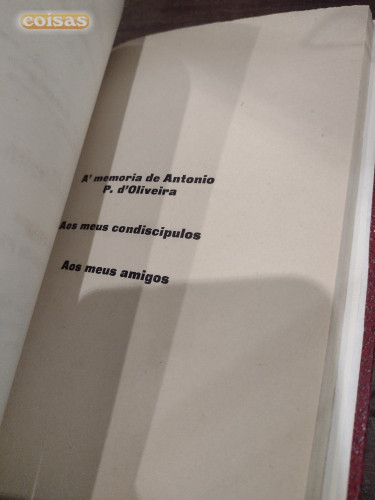 coisas
A' memoria de Antonio
P. d'Oliveira
Aos meus condiscipulos
Aos meus amigos